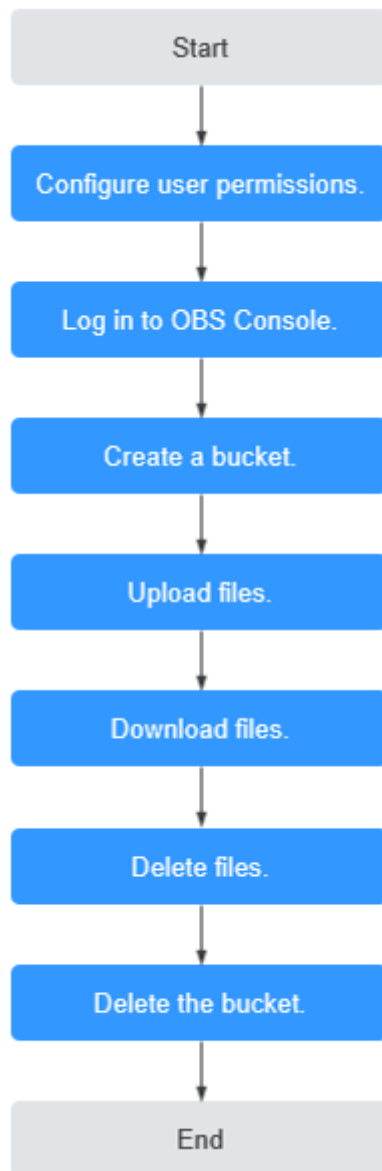 Start
Configure user permissions.
Log in to OBS Console.
Create a bucket.
Upload files.
Download files.
Delete files.
Delete the bucket.
End